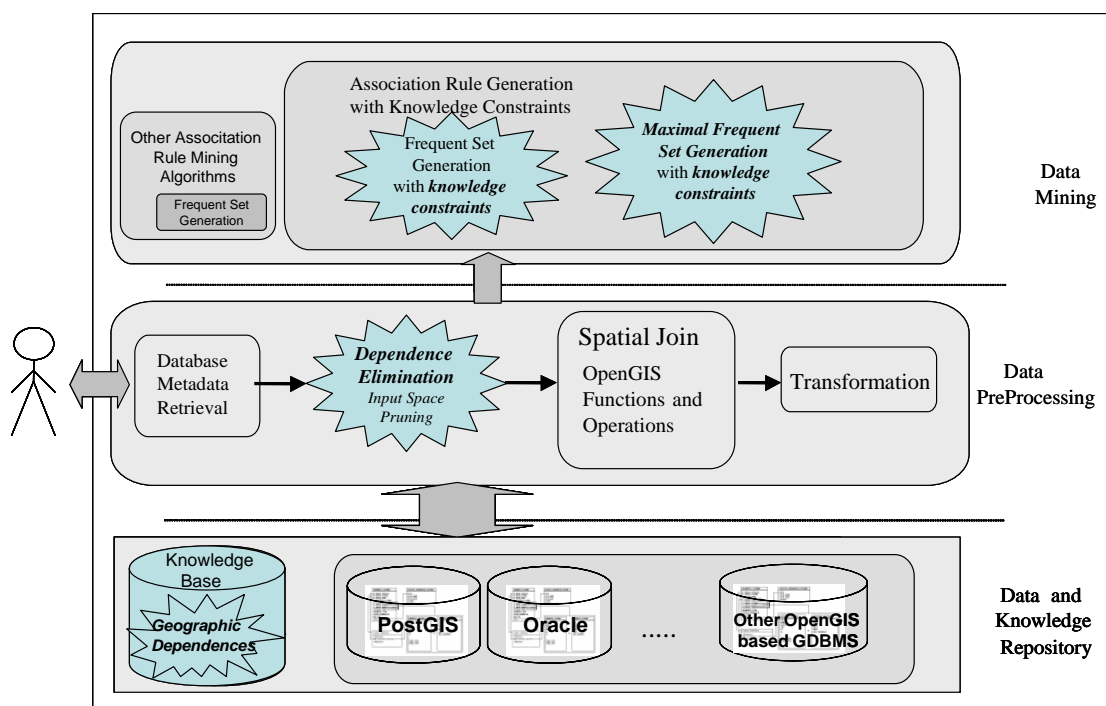 Association Rule Generation
with Knowledge Constraints
Other Associtation
Rule Mining
Algorithms
Frequent Set
Generation
Frequent Set
Generation
with knowledge
constraints
Maximal Frequent
Set Generation
with knowledge
constraints
Data
Mining
Database
Metadata
Retrieval
Dependence
Elimination
Input Space
Pruning
Spatial Join
OpenGIS
Functions and
Operations
Transformation
Data
PreProcessing
Knowledge
Base
Geographic
Dependences
PostGIS
Oracle
.....
Other OpenGIS
based GDBMS
Data and
Knowledge
Repository